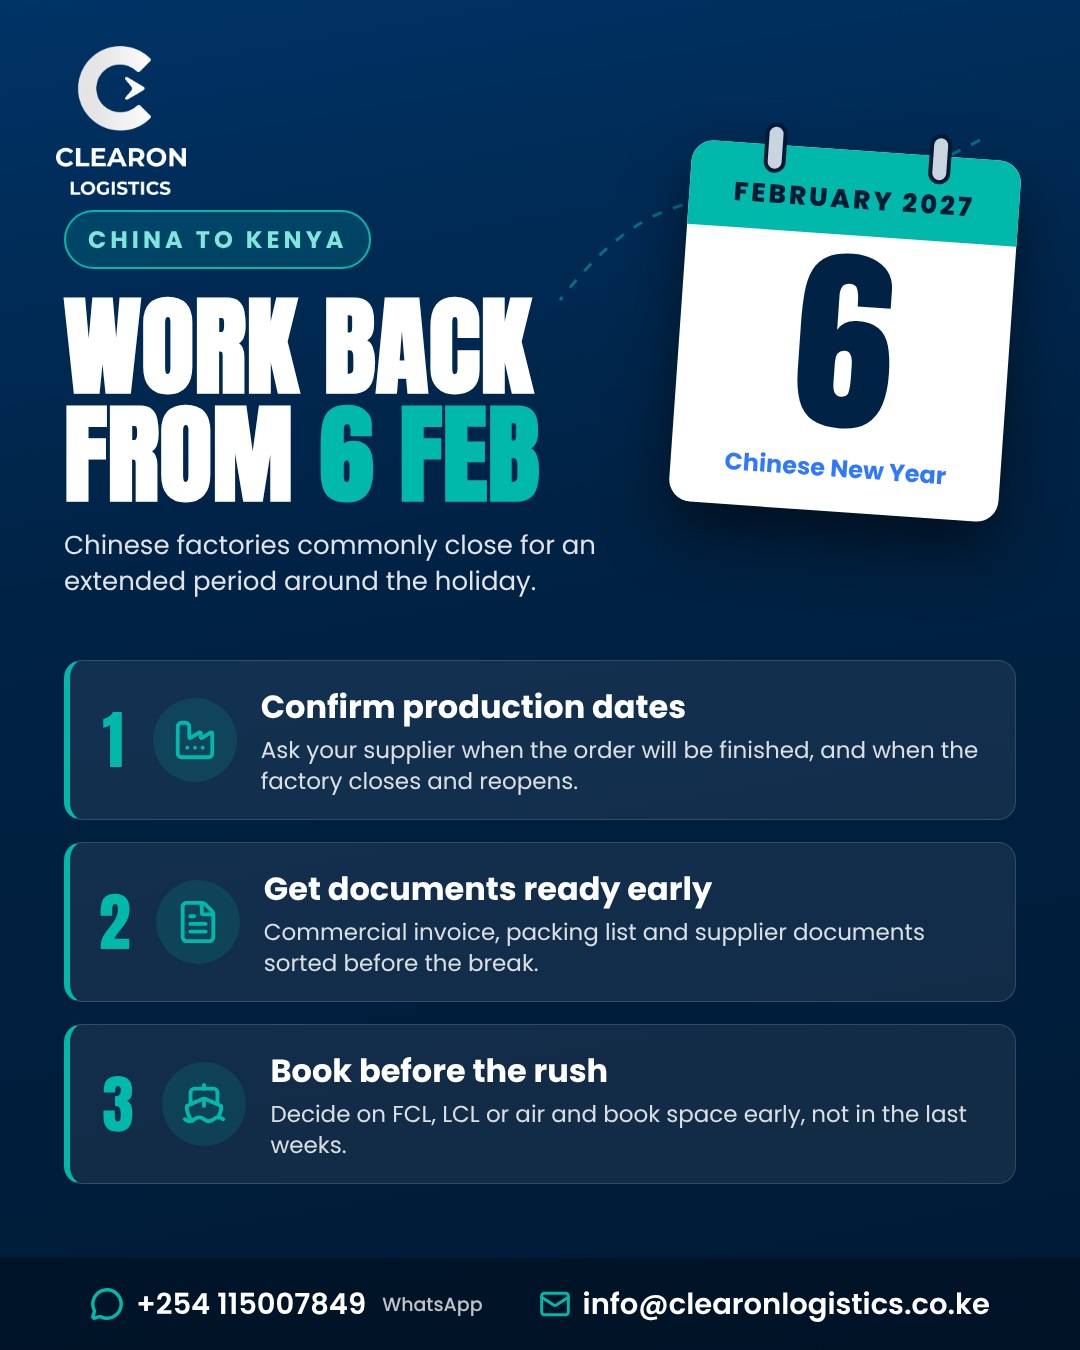 CLEARON
LOGISTICS
CHINA TO KENYA
WORK BACK
FROM 6 FEB
Chinese factories commonly close for an
extended period around the holiday.
FEBRUARY 2027
6
Chinese New Year
1
Confirm production dates
Ask your supplier when the order will be finished, and when the
factory closes and reopens.
2
Get documents ready early
Commercial invoice, packing list and supplier documents
sorted before the break.
3
Book before the rush
Decide on FCL, LCL or air and book space early, not in the last
weeks.
+254 115007849 WhatsApp
info@clearonlogistics.co.ke